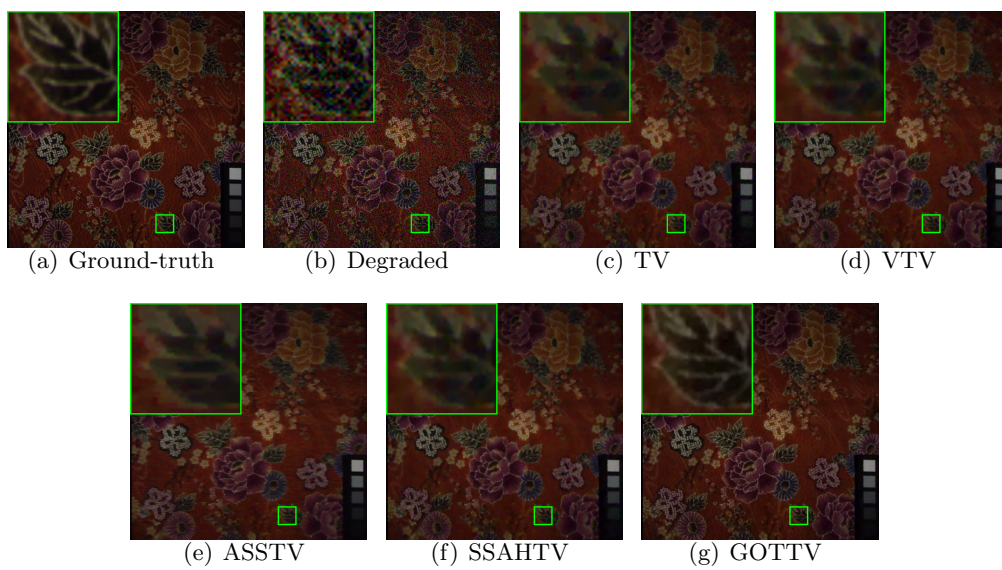 (a) Ground-truth
(b) Degraded
(c) TV
(d) VTV
(e) ASSTV
(f) SSAHTV
(g) GOTTV